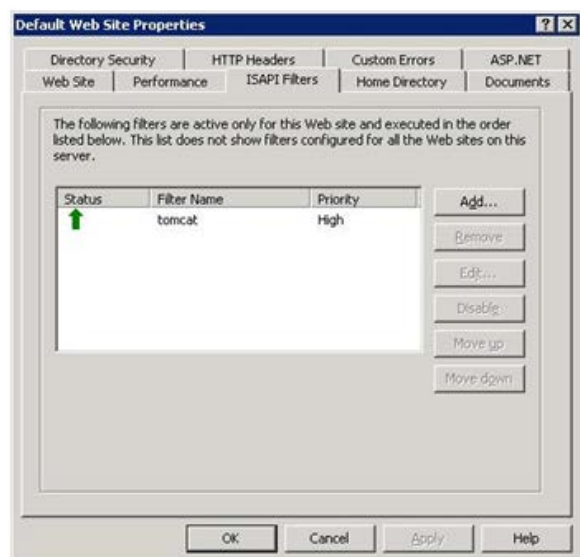 Default Web Site Properties
Directory Security HTTP Headers Custom Errors ASP.NET
Web Site Performance ISAPI Filters Home Directory Documents
The following filters are active only for this Web site and executed in the order
listed below. This list does not show filters configured for all the Web sites on this
server.
Status Filter Name Priority
tomcat High
Add...
Remove
Edit...
Disable
Move up
Move down
OK Cancel Apply Help